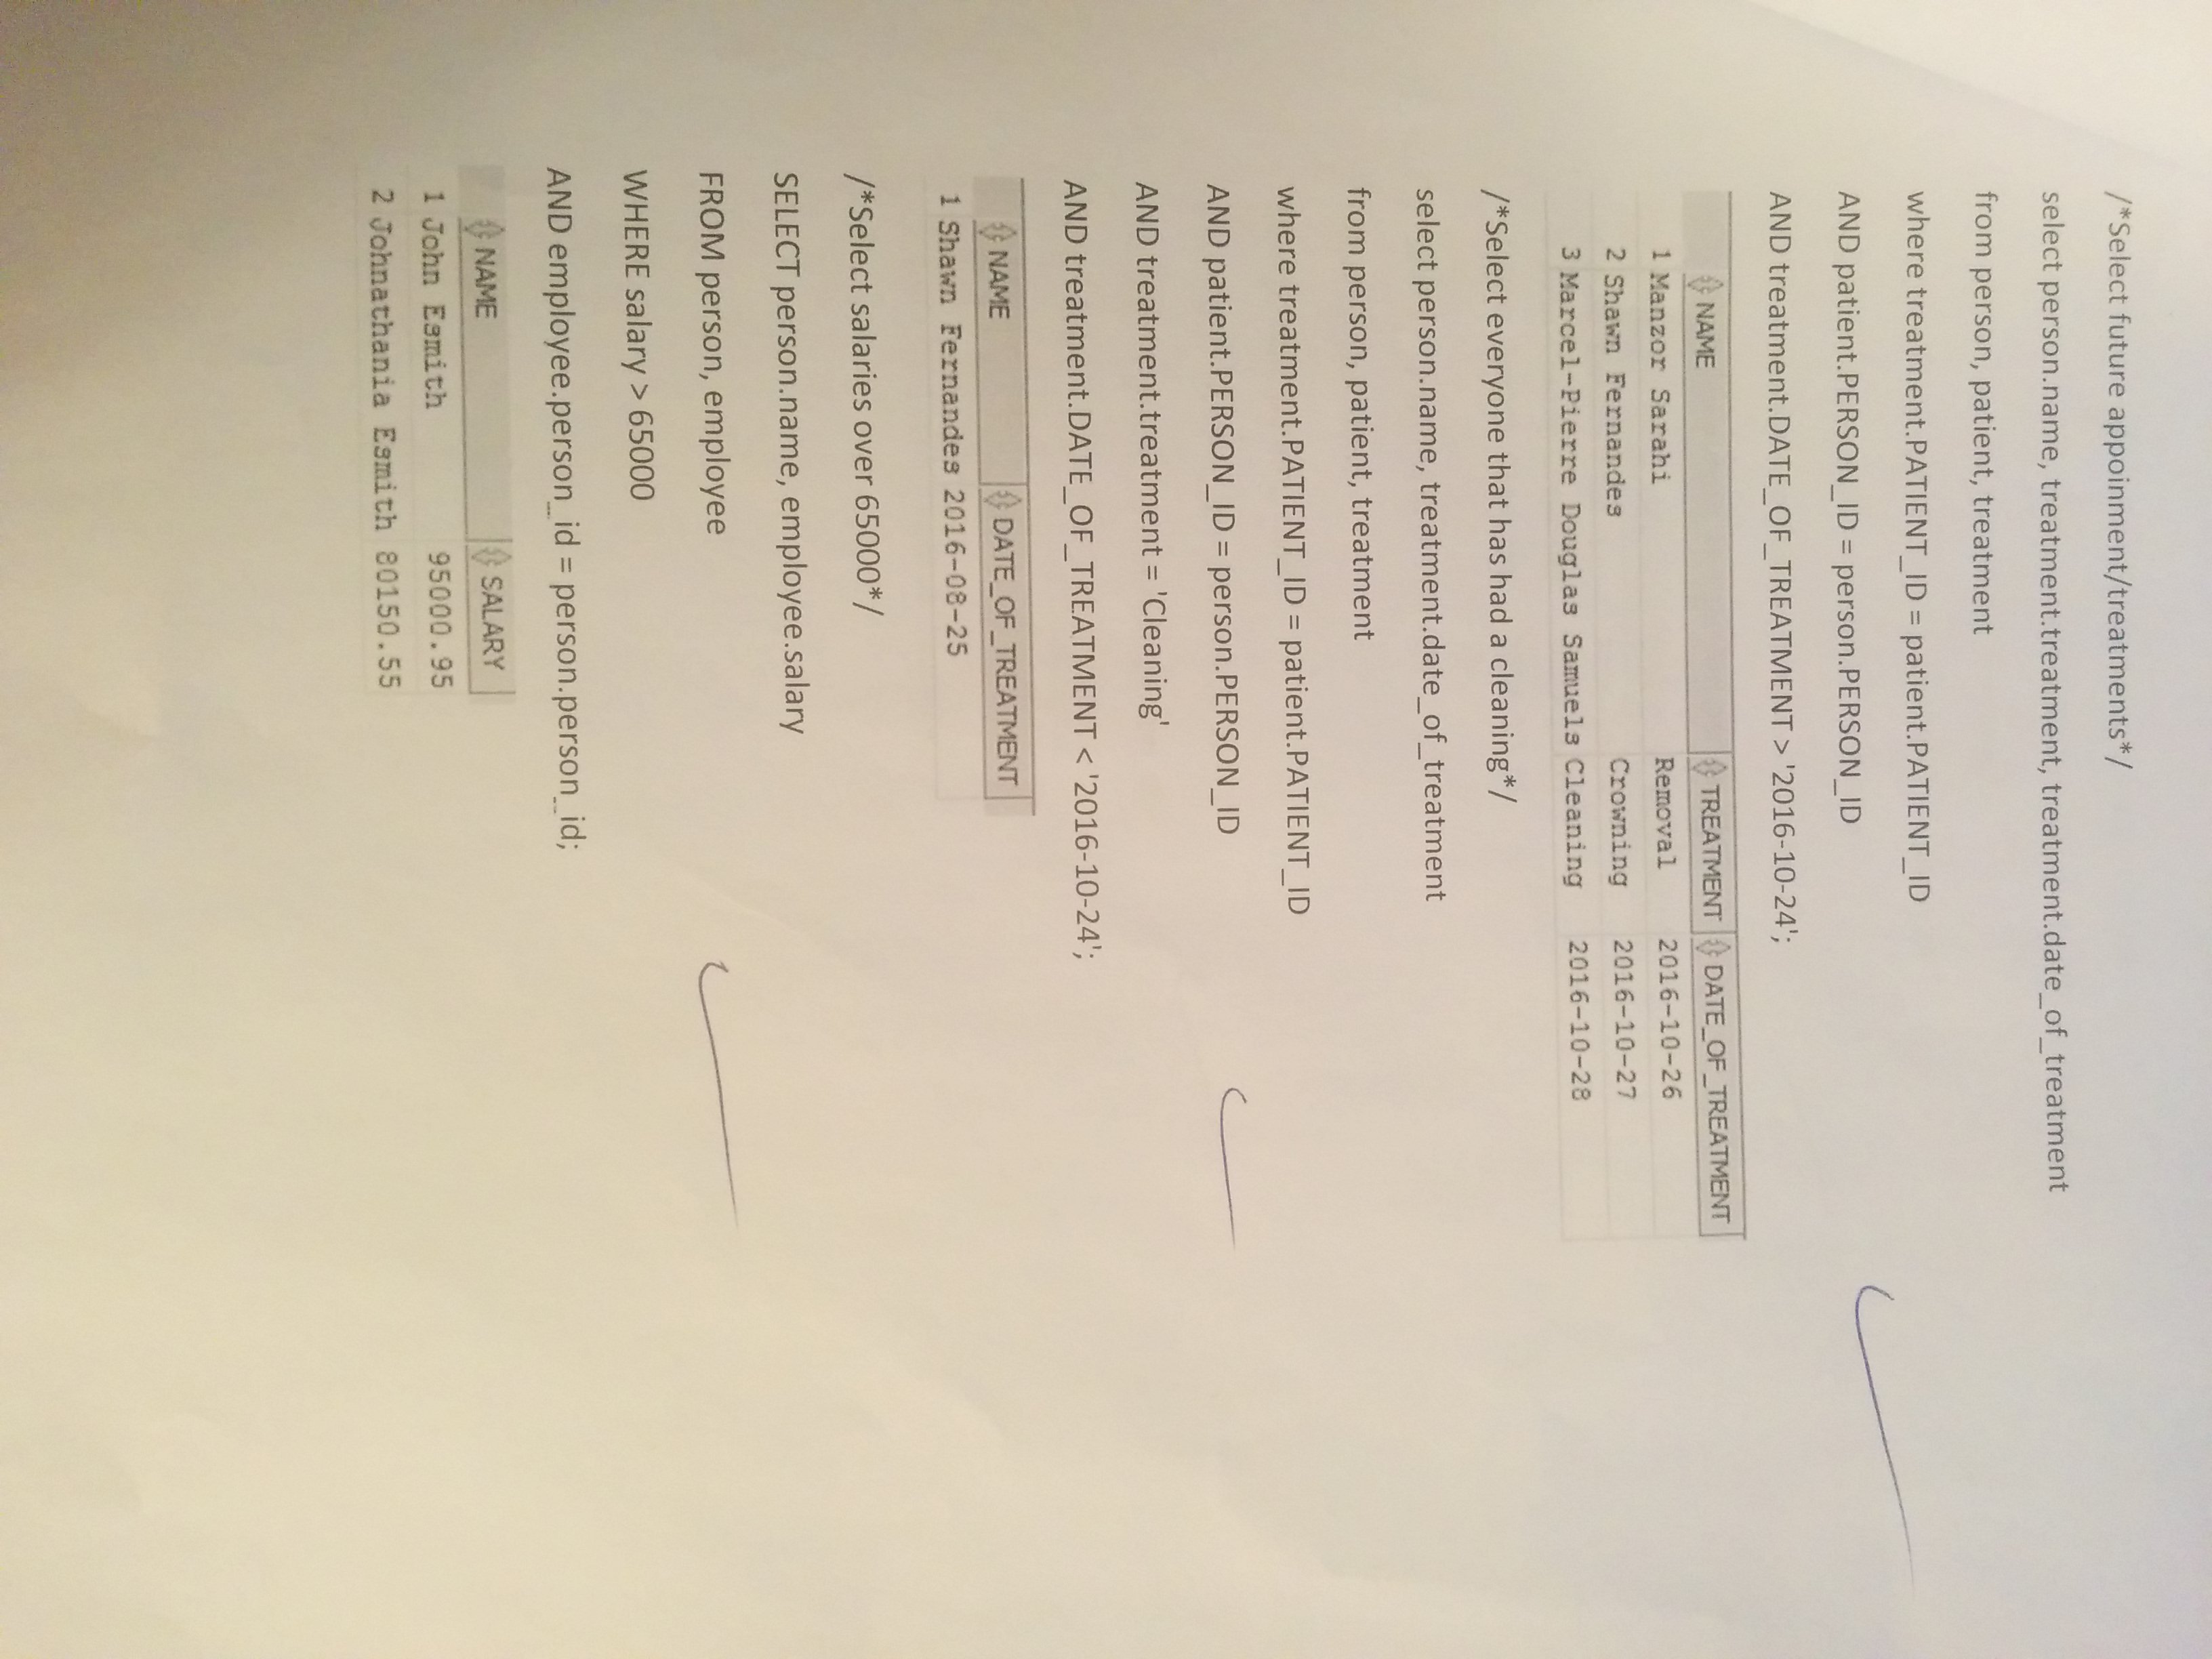 /*Select future appoinment/treatments*/
select person.name, treatment.treatment, treatment.date_of_treatment
from person, patient, treatment
where treatment.PATIENT_ID = patient.PATIENT_ID
AND patient.PERSON_ID = person.PERSON_ID
AND treatment.DATE_OF_TREATMENT > '2016-10-24';
NAME TREATMENT DATE_OF_TREATMENT
1 Manzor Sarahi Removal 2016-10-26
2 Shawn Fernandes Crowning 2016-10-27
3 Marcel-Pierre Douglas Samuels Cleaning 2016-10-28
/*Select everyone that has had a cleaning*/
select person.name, treatment.date_of_treatment
from person, patient, treatment
where treatment.PATIENT_ID = patient.PATIENT_ID
AND patient.PERSON_ID = person.PERSON_ID
AND treatment.treatment = 'Cleaning'
AND treatment.DATE_OF_TREATMENT < '2016-10-24';
NAME DATE_OF_TREATMENT
1 Shawn Fernandes 2016-08-25
/*Select salaries over 65000*/
SELECT person.name, employee.salary
FROM person, employee
WHERE salary > 65000
AND employee.person_id = person.person_id;
NAME SALARY
1 John Esmith 95000.95
2 Johnathania Esmith 80150.55